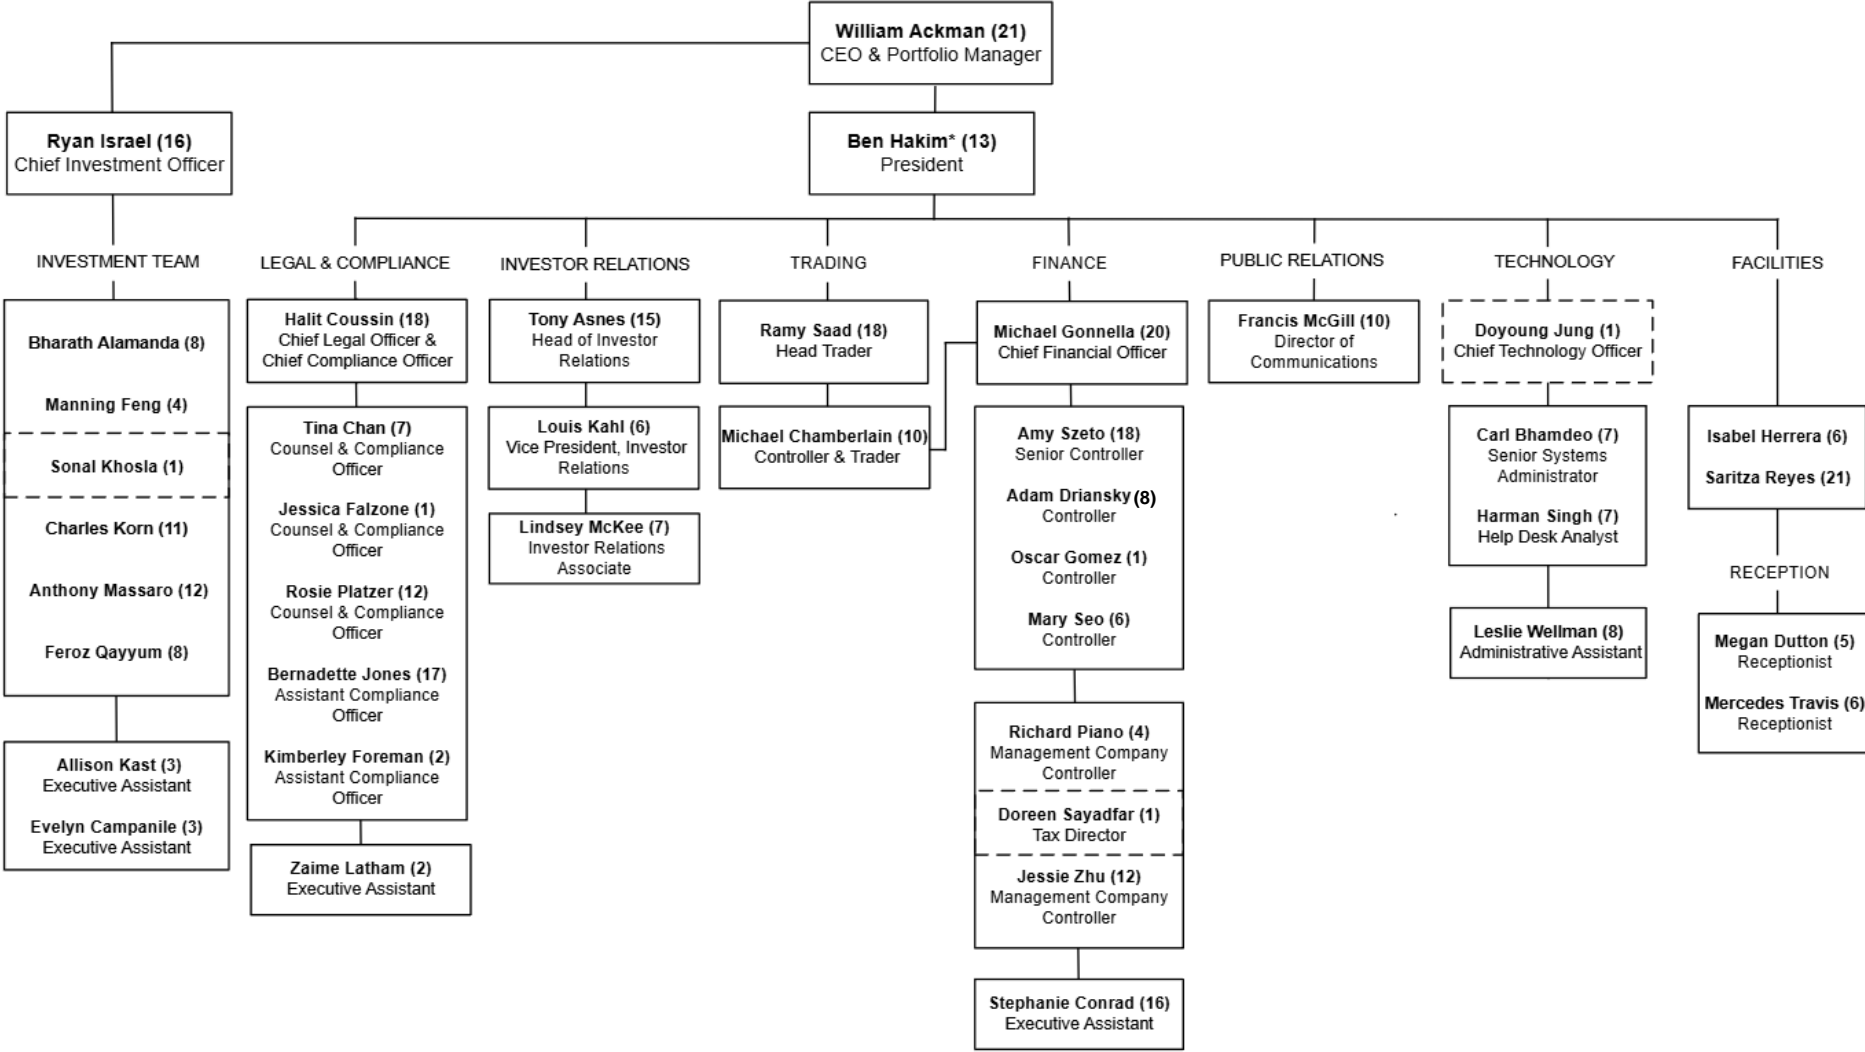 William Ackman (21)
CEO & Portfolio Manager
Ryan Israel (16)
Chief Investment Officer
Ben Hakim* (13)
President
INVESTMENT TEAM
Bharath Alamanda (8)
Manning Feng (4)
Sonal Khosla (1)
Charles Korn (11)
Anthony Massaro (12)
Feroz Qayyum (8)
Allison Kast (3)
Executive Assistant
Evelyn Campanile (3)
Executive Assistant
LEGAL & COMPLIANCE
Halit Coussin (18)
Chief Legal Officer &
Chief Compliance Officer
Tina Chan (7)
Counsel & Compliance
Officer
Jessica Falzone (1)
Counsel & Compliance
Officer
Rosie Platzer (12)
Counsel & Compliance
Officer
Bernadette Jones (17)
Assistant Compliance
Officer
Kimberley Foreman (2)
Assistant Compliance
Officer
Zaime Latham (2)
Executive Assistant
INVESTOR RELATIONS
Tony Asnes (15)
Head of Investor
Relations
Louis Kahl (6)
Vice President, Investor
Relations
Lindsey McKee (7)
Investor Relations
Associate
TRADING
Ramy Saad (18)
Head Trader
Michael Chamberlain (10)
Controller & Trader
FINANCE
Michael Gonnella (20)
Chief Financial Officer
Amy Szeto (18)
Senior Controller
Adam Driansky (8)
Controller
Oscar Gomez (1)
Controller
Mary Seo (6)
Controller
Richard Piano (4)
Management Company
Controller
Doreen Sayadfar (1)
Tax Director
Jessie Zhu (12)
Management Company
Controller
Stephanie Conrad (16)
Executive Assistant
PUBLIC RELATIONS
Francis McGill (10)
Director of
Communications
TECHNOLOGY
Doyoung Jung (1)
Chief Technology Officer
Carl Bhamdeo (7)
Senior Systems
Administrator
Harman Singh (7)
Help Desk Analyst
Leslie Wellman (8)
Administrative Assistant
FACILITIES
Isabel Herrera (6)
Saritza Reyes (21)
RECEPTION
Megan Dutton (5)
Receptionist
Mercedes Travis (6)
Receptionist